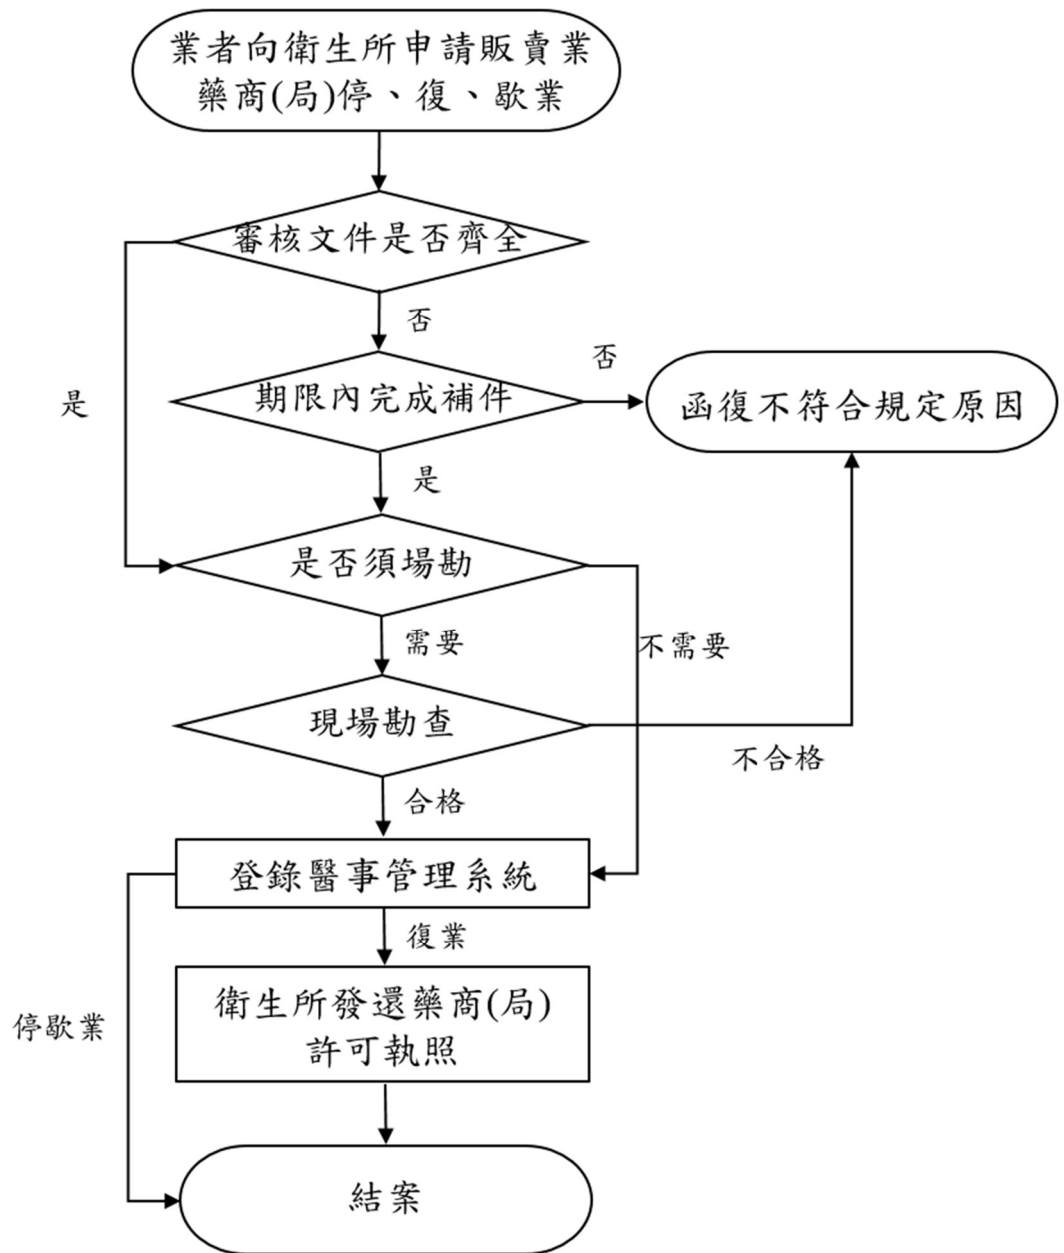 業者向衛生所申請販賣業
藥商(局)停、復、歇業
審核文件是否齊全
否
期限內完成補件
否
函復不符合規定原因
是
是
是否須場勘
需要
不需要
現場勘查
不合格
合格
登錄醫事管理系統
復業
衛生所發還藥商(局)
許可執照
停歇業
結案